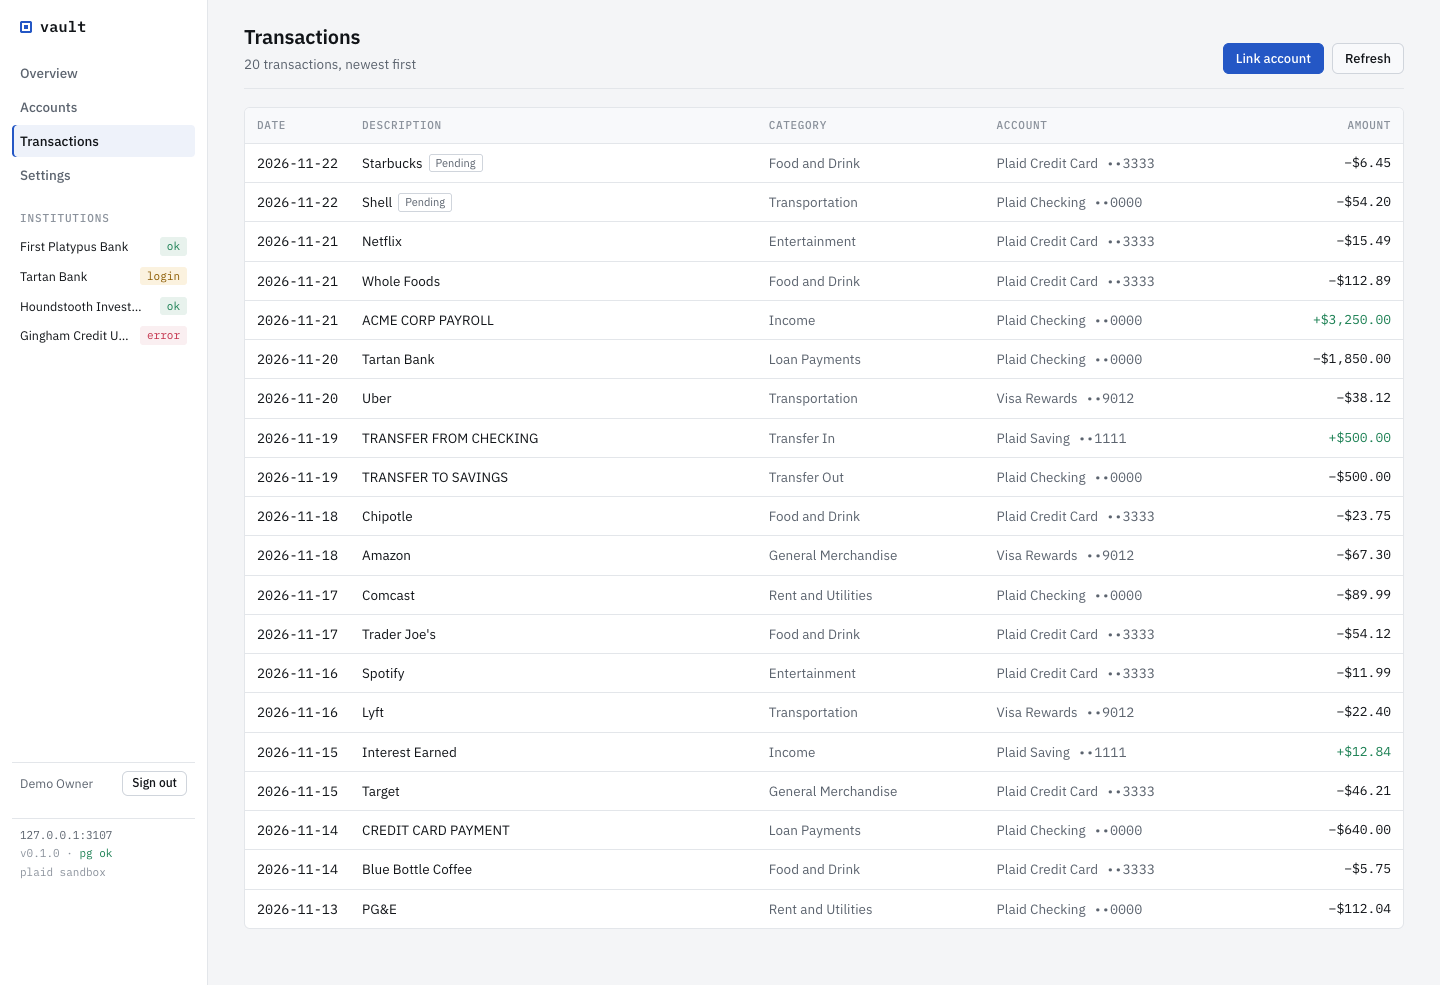 vault
Overview
Accounts
Transactions
Settings
INSTITUTIONS
First Platypus Bank ok
Tartan Bank login
Houndstooth Invest... ok
Gingham Credit U... error
Demo Owner Sign out
127.0.0.1:3107
v0.1.0 · pg ok
plaid sandbox
Transactions
20 transactions, newest first
Link account Refresh
DATE DESCRIPTION CATEGORY ACCOUNT AMOUNT
2026-11-22 Starbucks Pending Food and Drink Plaid Credit Card ••3333 −$6.45
2026-11-22 Shell Pending Transportation Plaid Checking ••0000 −$54.20
2026-11-21 Netflix Entertainment Plaid Credit Card ••3333 −$15.49
2026-11-21 Whole Foods Food and Drink Plaid Credit Card ••3333 −$112.89
2026-11-21 ACME CORP PAYROLL Income Plaid Checking ••0000 +$3,250.00
2026-11-20 Tartan Bank Loan Payments Plaid Checking ••0000 −$1,850.00
2026-11-20 Uber Transportation Visa Rewards ••9012 −$38.12
2026-11-19 TRANSFER FROM CHECKING Transfer In Plaid Saving ••1111 +$500.00
2026-11-19 TRANSFER TO SAVINGS Transfer Out Plaid Checking ••0000 −$500.00
2026-11-18 Chipotle Food and Drink Plaid Credit Card ••3333 −$23.75
2026-11-18 Amazon General Merchandise Visa Rewards ••9012 −$67.30
2026-11-17 Comcast Rent and Utilities Plaid Checking ••0000 −$89.99
2026-11-17 Trader Joe's Food and Drink Plaid Credit Card ••3333 −$54.12
2026-11-16 Spotify Entertainment Plaid Credit Card ••3333 −$11.99
2026-11-16 Lyft Transportation Visa Rewards ••9012 −$22.40
2026-11-15 Interest Earned Income Plaid Saving ••1111 +$12.84
2026-11-15 Target General Merchandise Plaid Credit Card ••3333 −$46.21
2026-11-14 CREDIT CARD PAYMENT Loan Payments Plaid Checking ••0000 −$640.00
2026-11-14 Blue Bottle Coffee Food and Drink Plaid Credit Card ••3333 −$5.75
2026-11-13 PG&E Rent and Utilities Plaid Checking ••0000 −$112.04